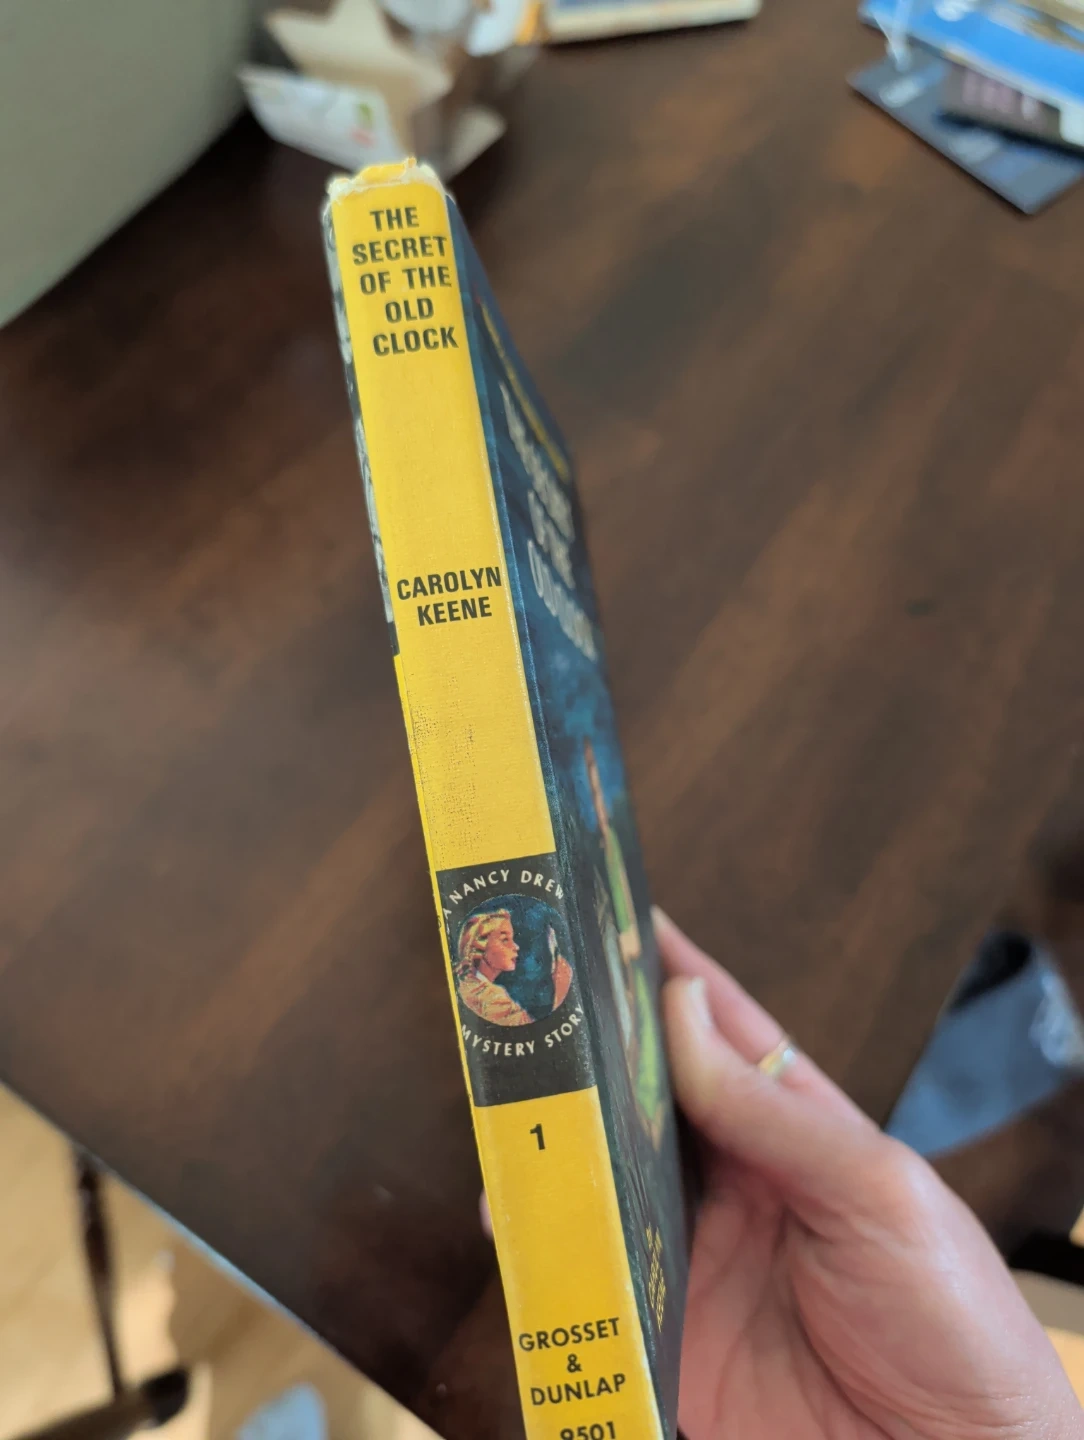 THE
SECRET
OF THE
OLD
CLOCK
CAROLYN
KEENE
A NANCY DREW
MYSTERY STORY
1
GROSSET
&
DUNLAP
9501